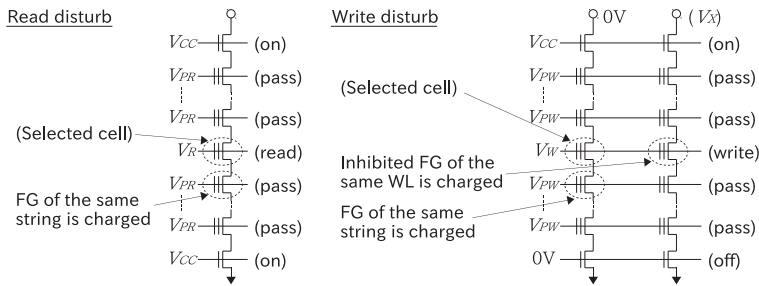 Read disturb
VCC (on)
VPR (pass)
VPR (pass)
(Selected cell)
VR (read)
VPR (pass)
FG of the same
string is charged
VPR (pass)
VCC (on)
Write disturb
0V (VX)
VCC (on)
VPW (pass)
(Selected cell)
VPW (pass)
VW (write)
Inhibited FG of the
same WL is charged
VPW (pass)
FG of the same
string is charged
VPW (pass)
0V (off)